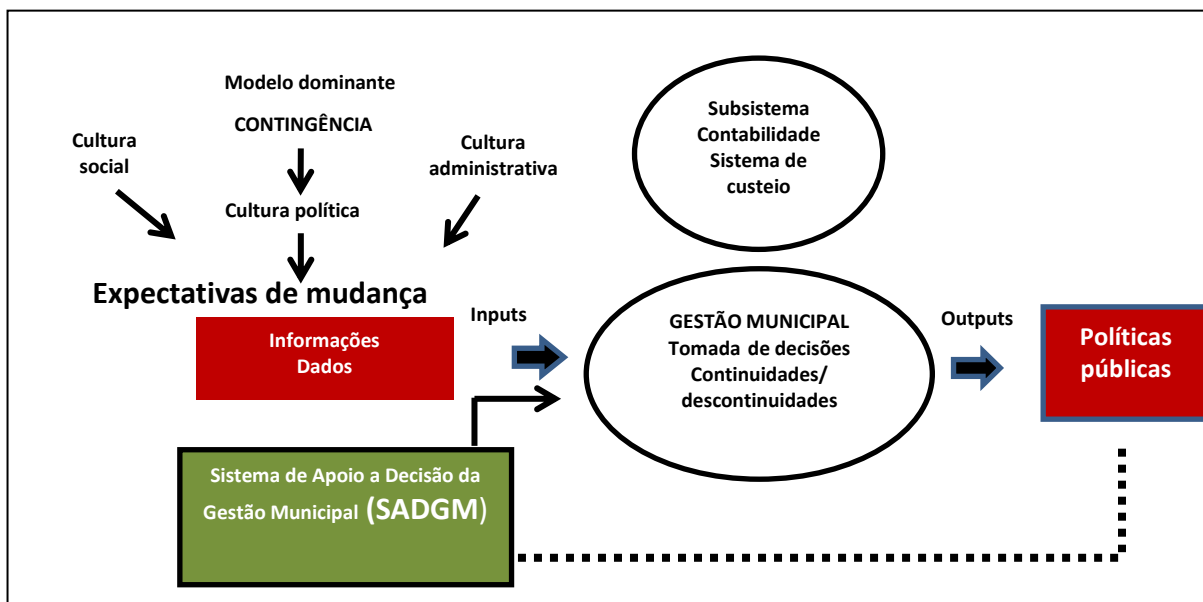 Modelo dominante
CONTINGÊNCIA
Cultura
social
Cultura
administrativa
Cultura política
Expectativas de mudança
Informações
Dados
Inputs
Subsistema
Contabilidade
Sistema de
custeio
GESTÃO MUNICIPAL
Tomada de decisões
Continuidades/
descontinuidades
Outputs
Políticas
públicas
Sistema de Apoio a Decisão da
Gestão Municipal (SADGM)